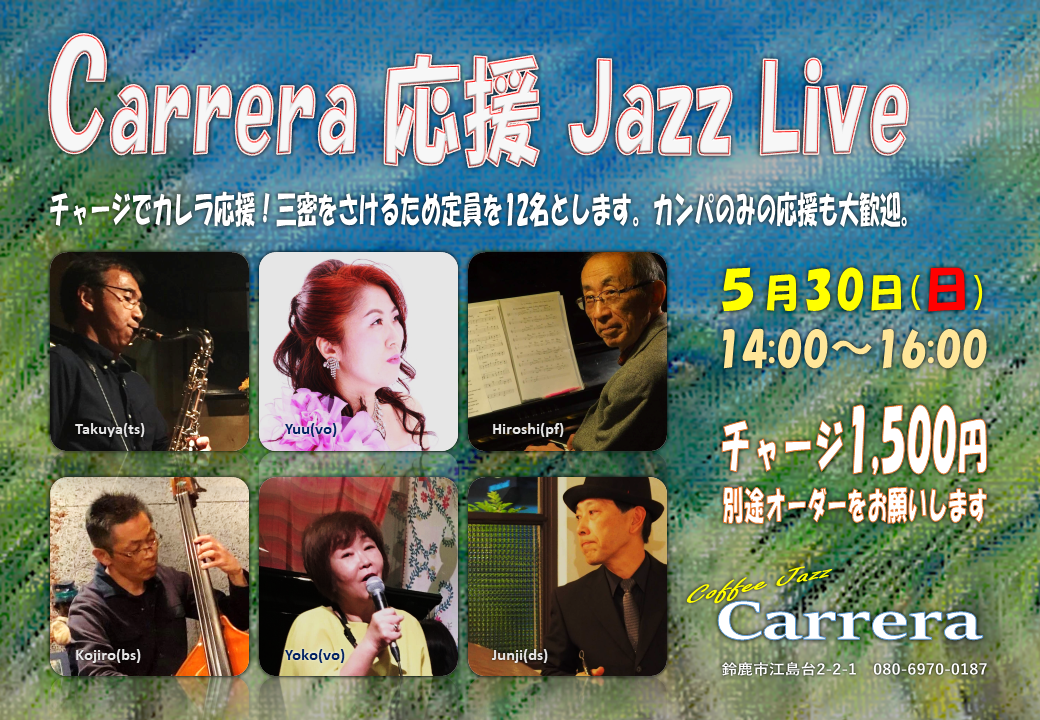 Carrera 応援 Jazz Live
チャージでカレラ応援！三密をさけるため定員を12名とします。カンパのみの応援も大歓迎。
5月30日(日)
14:00～16:00
チャージ1,500円
別途オーダーをお願いします
Takuya(ts)
Yuu(vo)
Hiroshi(pf)
Kojiro(bs)
Yoko(vo)
Junji(ds)
Coffee Jazz
Carrera
鈴鹿市江島台2-2-1 080-6970-0187